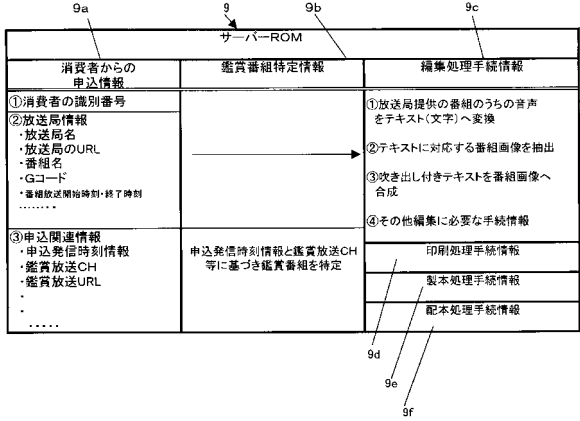 9a
9
9b
9c
サーバーROM
消費者からの
申込情報
鑑賞番組特定情報
編集処理手続情報
①消費者の識別番号
②放送局情報
・放送局名
・放送局のURL
・番組名
・Gコード
・番組放送開始時刻・終了時刻
………
①放送局提供の番組のうちの音声
をテキスト(文字)へ変換
②テキストに対応する番組画像を抽出
③吹き出し付きテキストを番組画像へ
合成
④その他編集に必要な手続情報
③申込関連情報
・申込発信時刻情報
・鑑賞放送CH
・鑑賞放送URL
・
・
・・・・・
申込発信時刻情報と鑑賞放送CH
等に基づき鑑賞番組を特定
印刷処理手続情報
製本処理手続情報
配本処理手続情報
9d
9e
9f